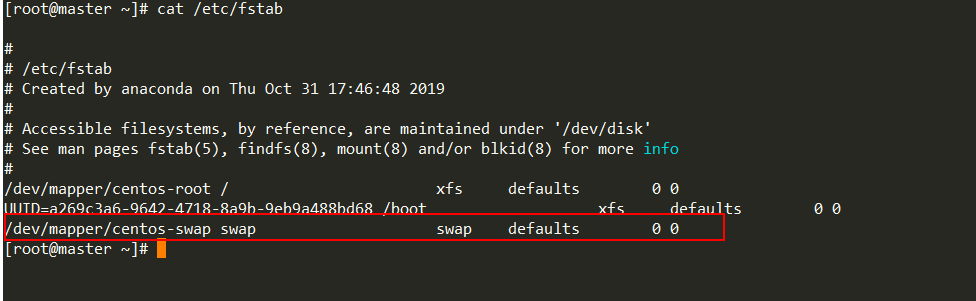 [root@master ~]# cat /etc/fstab
#
# /etc/fstab
# Created by anaconda on Thu Oct 31 17:46:48 2019
#
# Accessible filesystems, by reference, are maintained under '/dev/disk'
# See man pages fstab(5), findfs(8), mount(8) and/or blkid(8) for more info
#
/dev/mapper/centos-root / xfs defaults 0 0
UUID=a269c3a6-9642-4718-8a9b-9eb9a488bd68 /boot xfs defaults 0 0
/dev/mapper/centos-swap swap swap defaults 0 0
[root@master ~]#